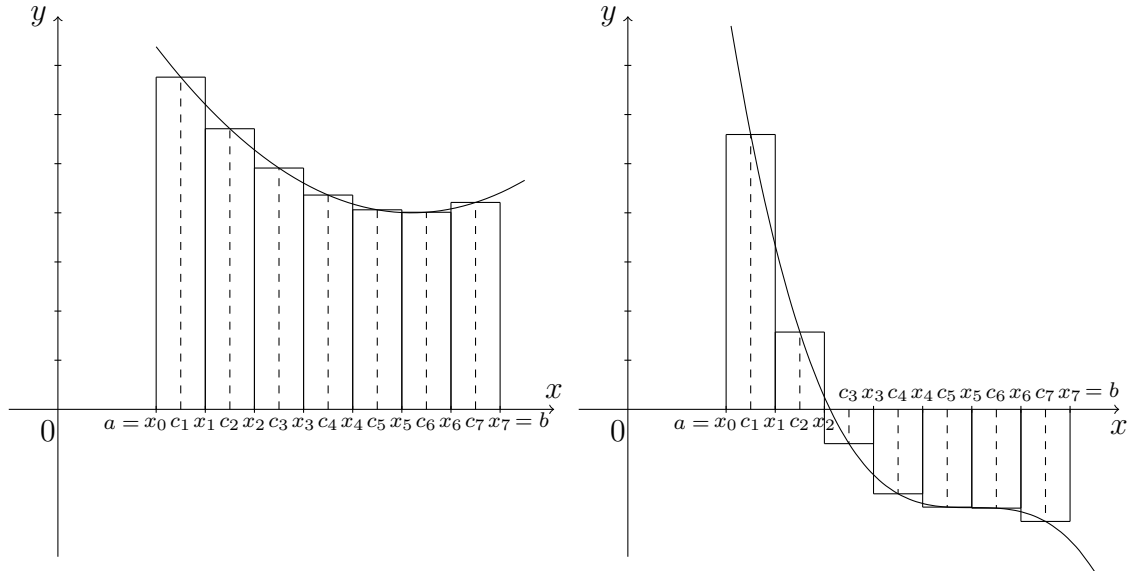 y
x
0
a = x₀ c₁ x₁ c₂ x₂ c₃ x₃ c₄ x₄ c₅ x₅ c₆ x₆ c₇ x₇ = b
y
c₃ x₃ c₄ x₄ c₅ x₅ c₆ x₆ c₇ x₇ = b
a = x₀ c₁ x₁ c₂ x₂
0
x